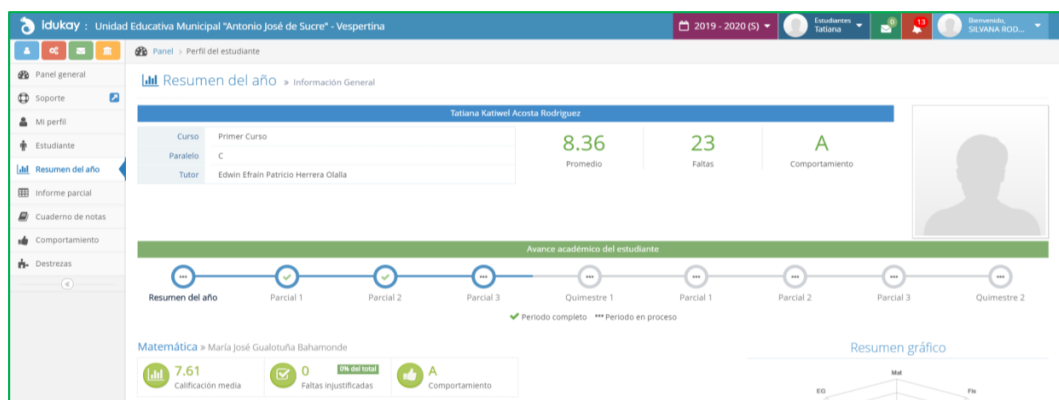 idukay : Unidad Educativa Municipal "Antonio José de Sucre" - Vespertina
2019 - 2020 (S)
Estudiantes
Tatiana
0
13
Bienvenido,
SILVANA ROD...
Panel > Perfil del estudiante
Panel general
Soporte
Mi perfil
Estudiante
Resumen del año
Informe parcial
Cuaderno de notas
Comportamiento
Destrezas
Resumen del año » Información General
Tatiana Katiwel Acosta Rodriguez
Curso Primer Curso
Paralelo C
Tutor Edwin Efraín Patricio Herrera Olalla
8.36
Promedio
23
Faltas
A
Comportamiento
Avance académico del estudiante
Resumen del año Parcial 1 Parcial 2 Parcial 3 Quimestre 1 Parcial 1 Parcial 2 Parcial 3 Quimestre 2
Periodo completo *** Periodo en proceso
Matemática » María José Gualotuña Bahamonde
7.61
Calificación media
0
0% del total
Faltas injustificadas
A
Comportamiento
Resumen gráfico
Mat
EG
Fís